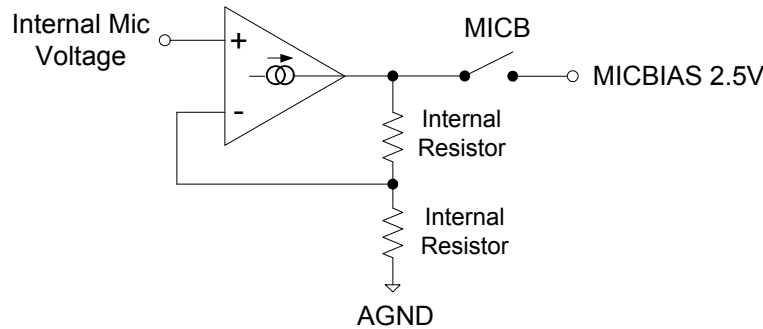 Internal Mic
Voltage
+
-
MICB
MICBIAS 2.5V
Internal
Resistor
Internal
Resistor
AGND